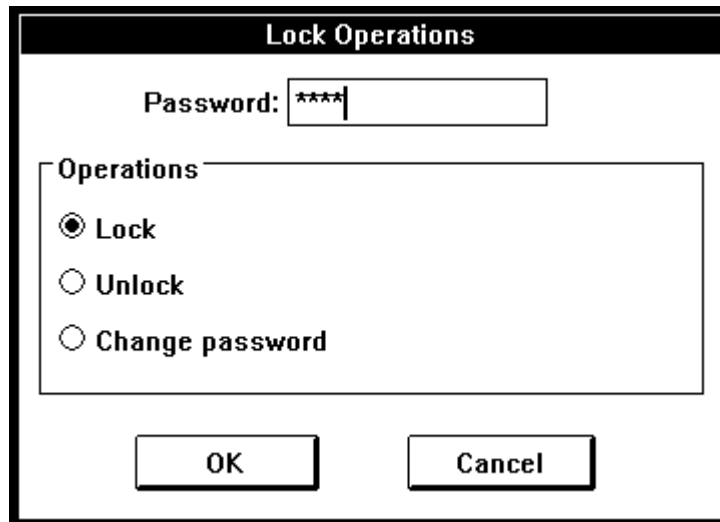 Lock Operations
Password: ****
Operations
Lock
Unlock
Change password
OK Cancel